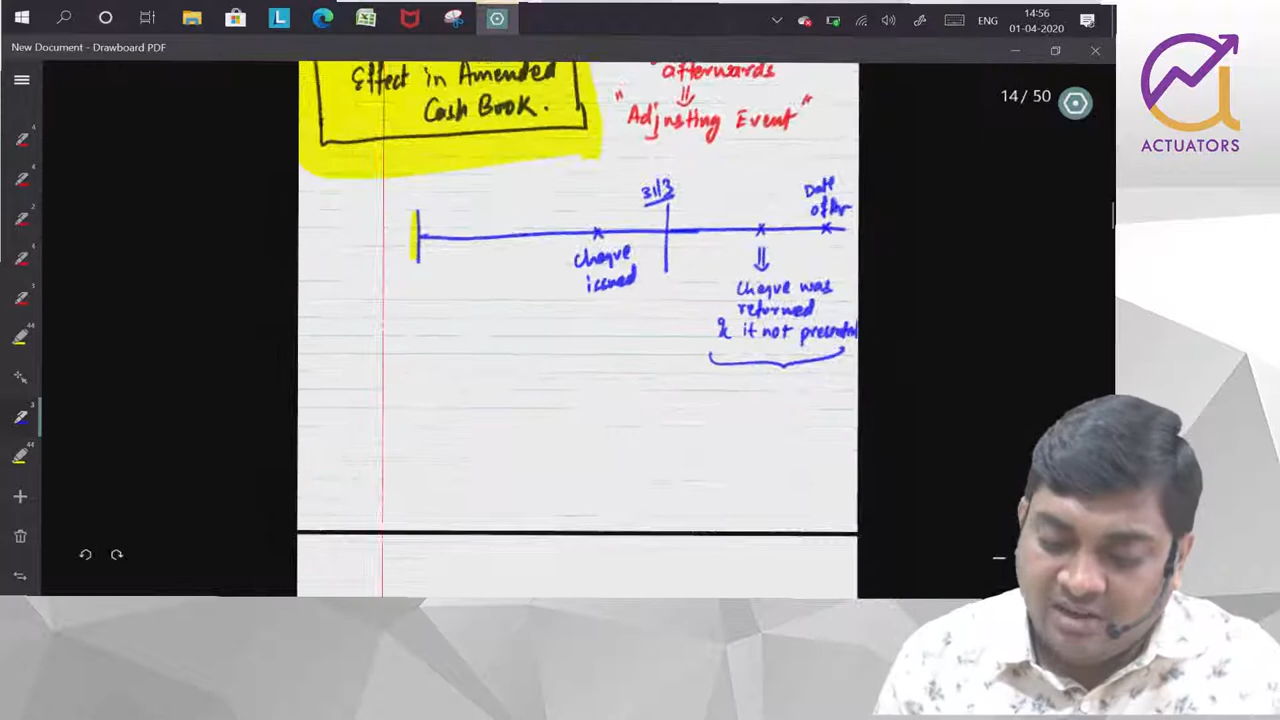 14:56
ENG
01-04-2020
New Document - Drawboard PDF
14 / 50
ACTUATORS
Effect in Amended
Cash Book.
afterwards
"Adjusting Event"
31/3
Date
of
cheque
issued
cheque was
returned
& it not